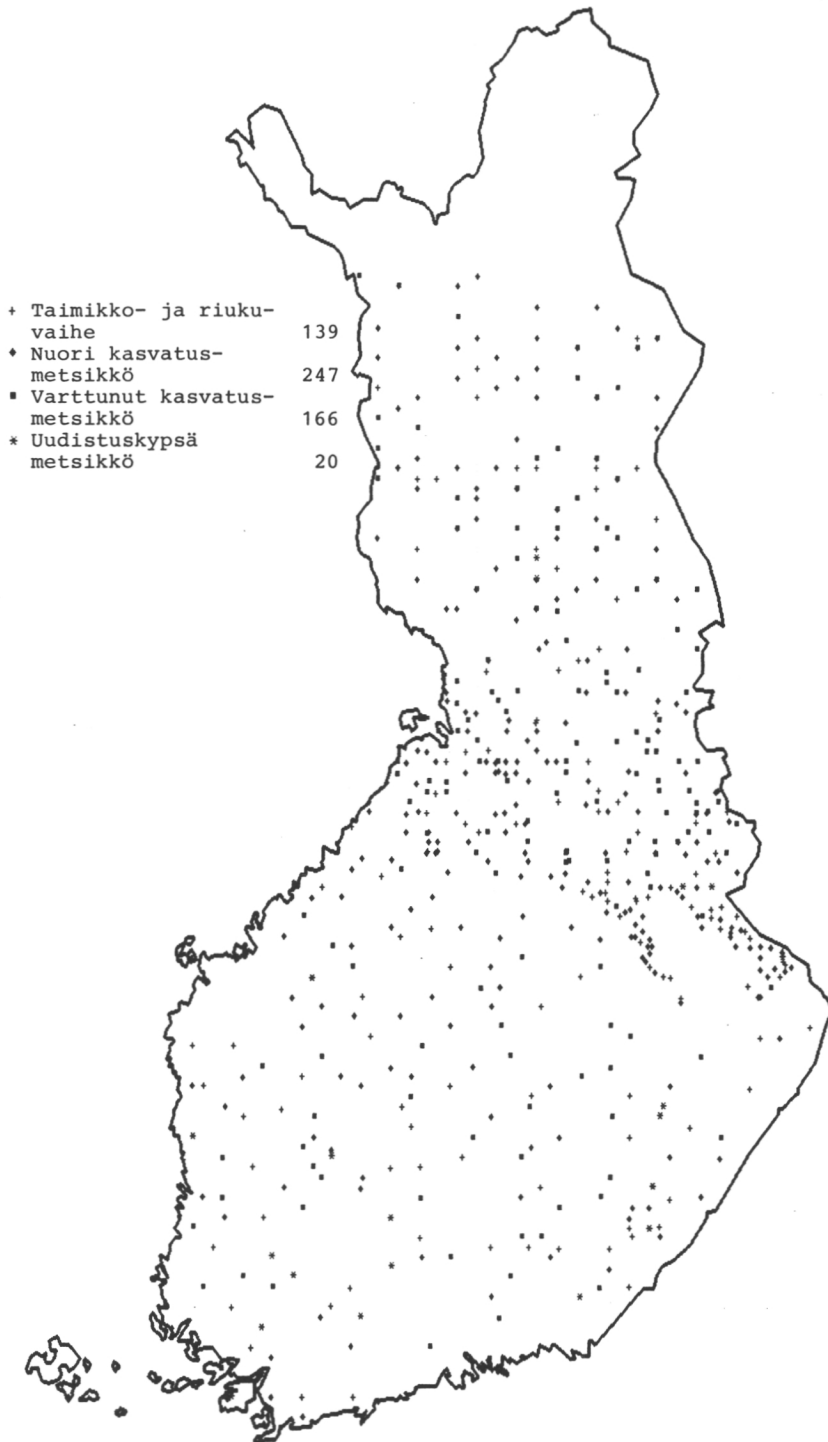 + Taimikko- ja riuku-
vaihe 139
♦ Nuori kasvatus-
metsikkö 247
▪ Varttunut kasvatus-
metsikkö 166
* Uudistuskypsä
metsikkö 20